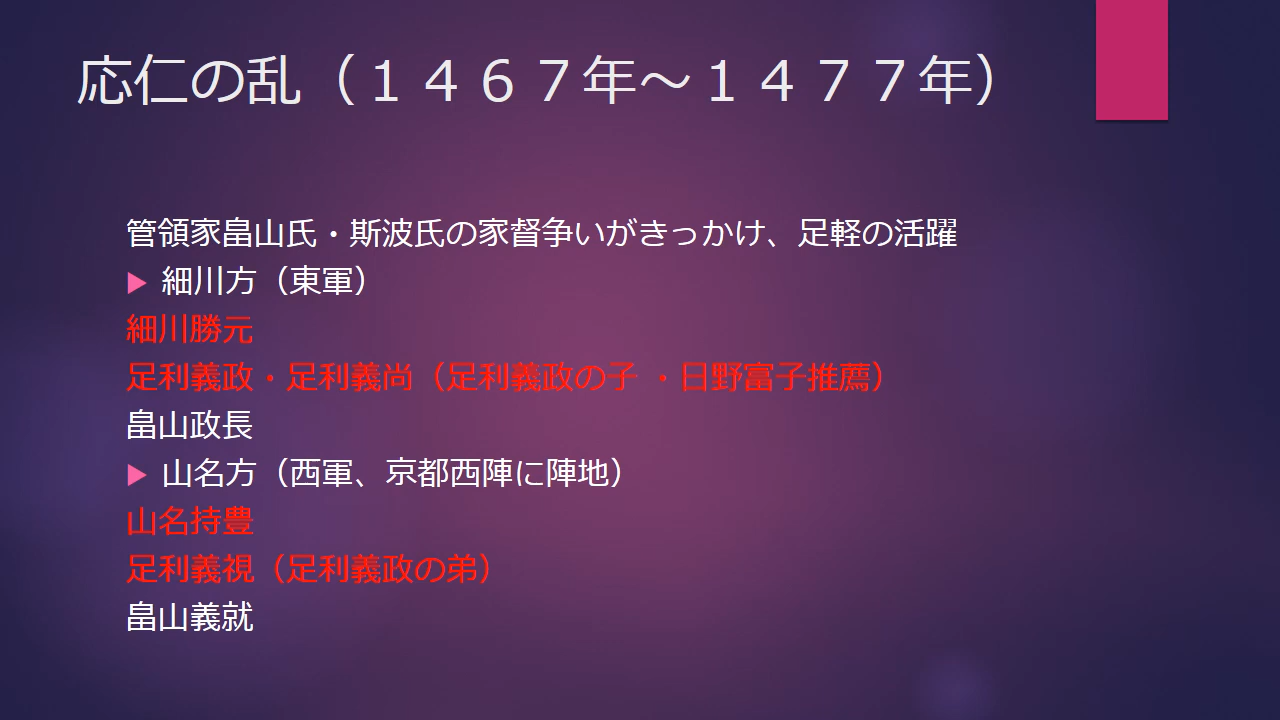 応仁の乱（１４６７年～１４７７年）
管領家畠山氏・斯波氏の家督争いがきっかけ、足軽の活躍
▶ 細川方（東軍）
細川勝元
足利義政・足利義尚（足利義政の子 ・日野富子推薦）
畠山政長
▶ 山名方（西軍、京都西陣に陣地）
山名持豊
足利義視（足利義政の弟）
畠山義就